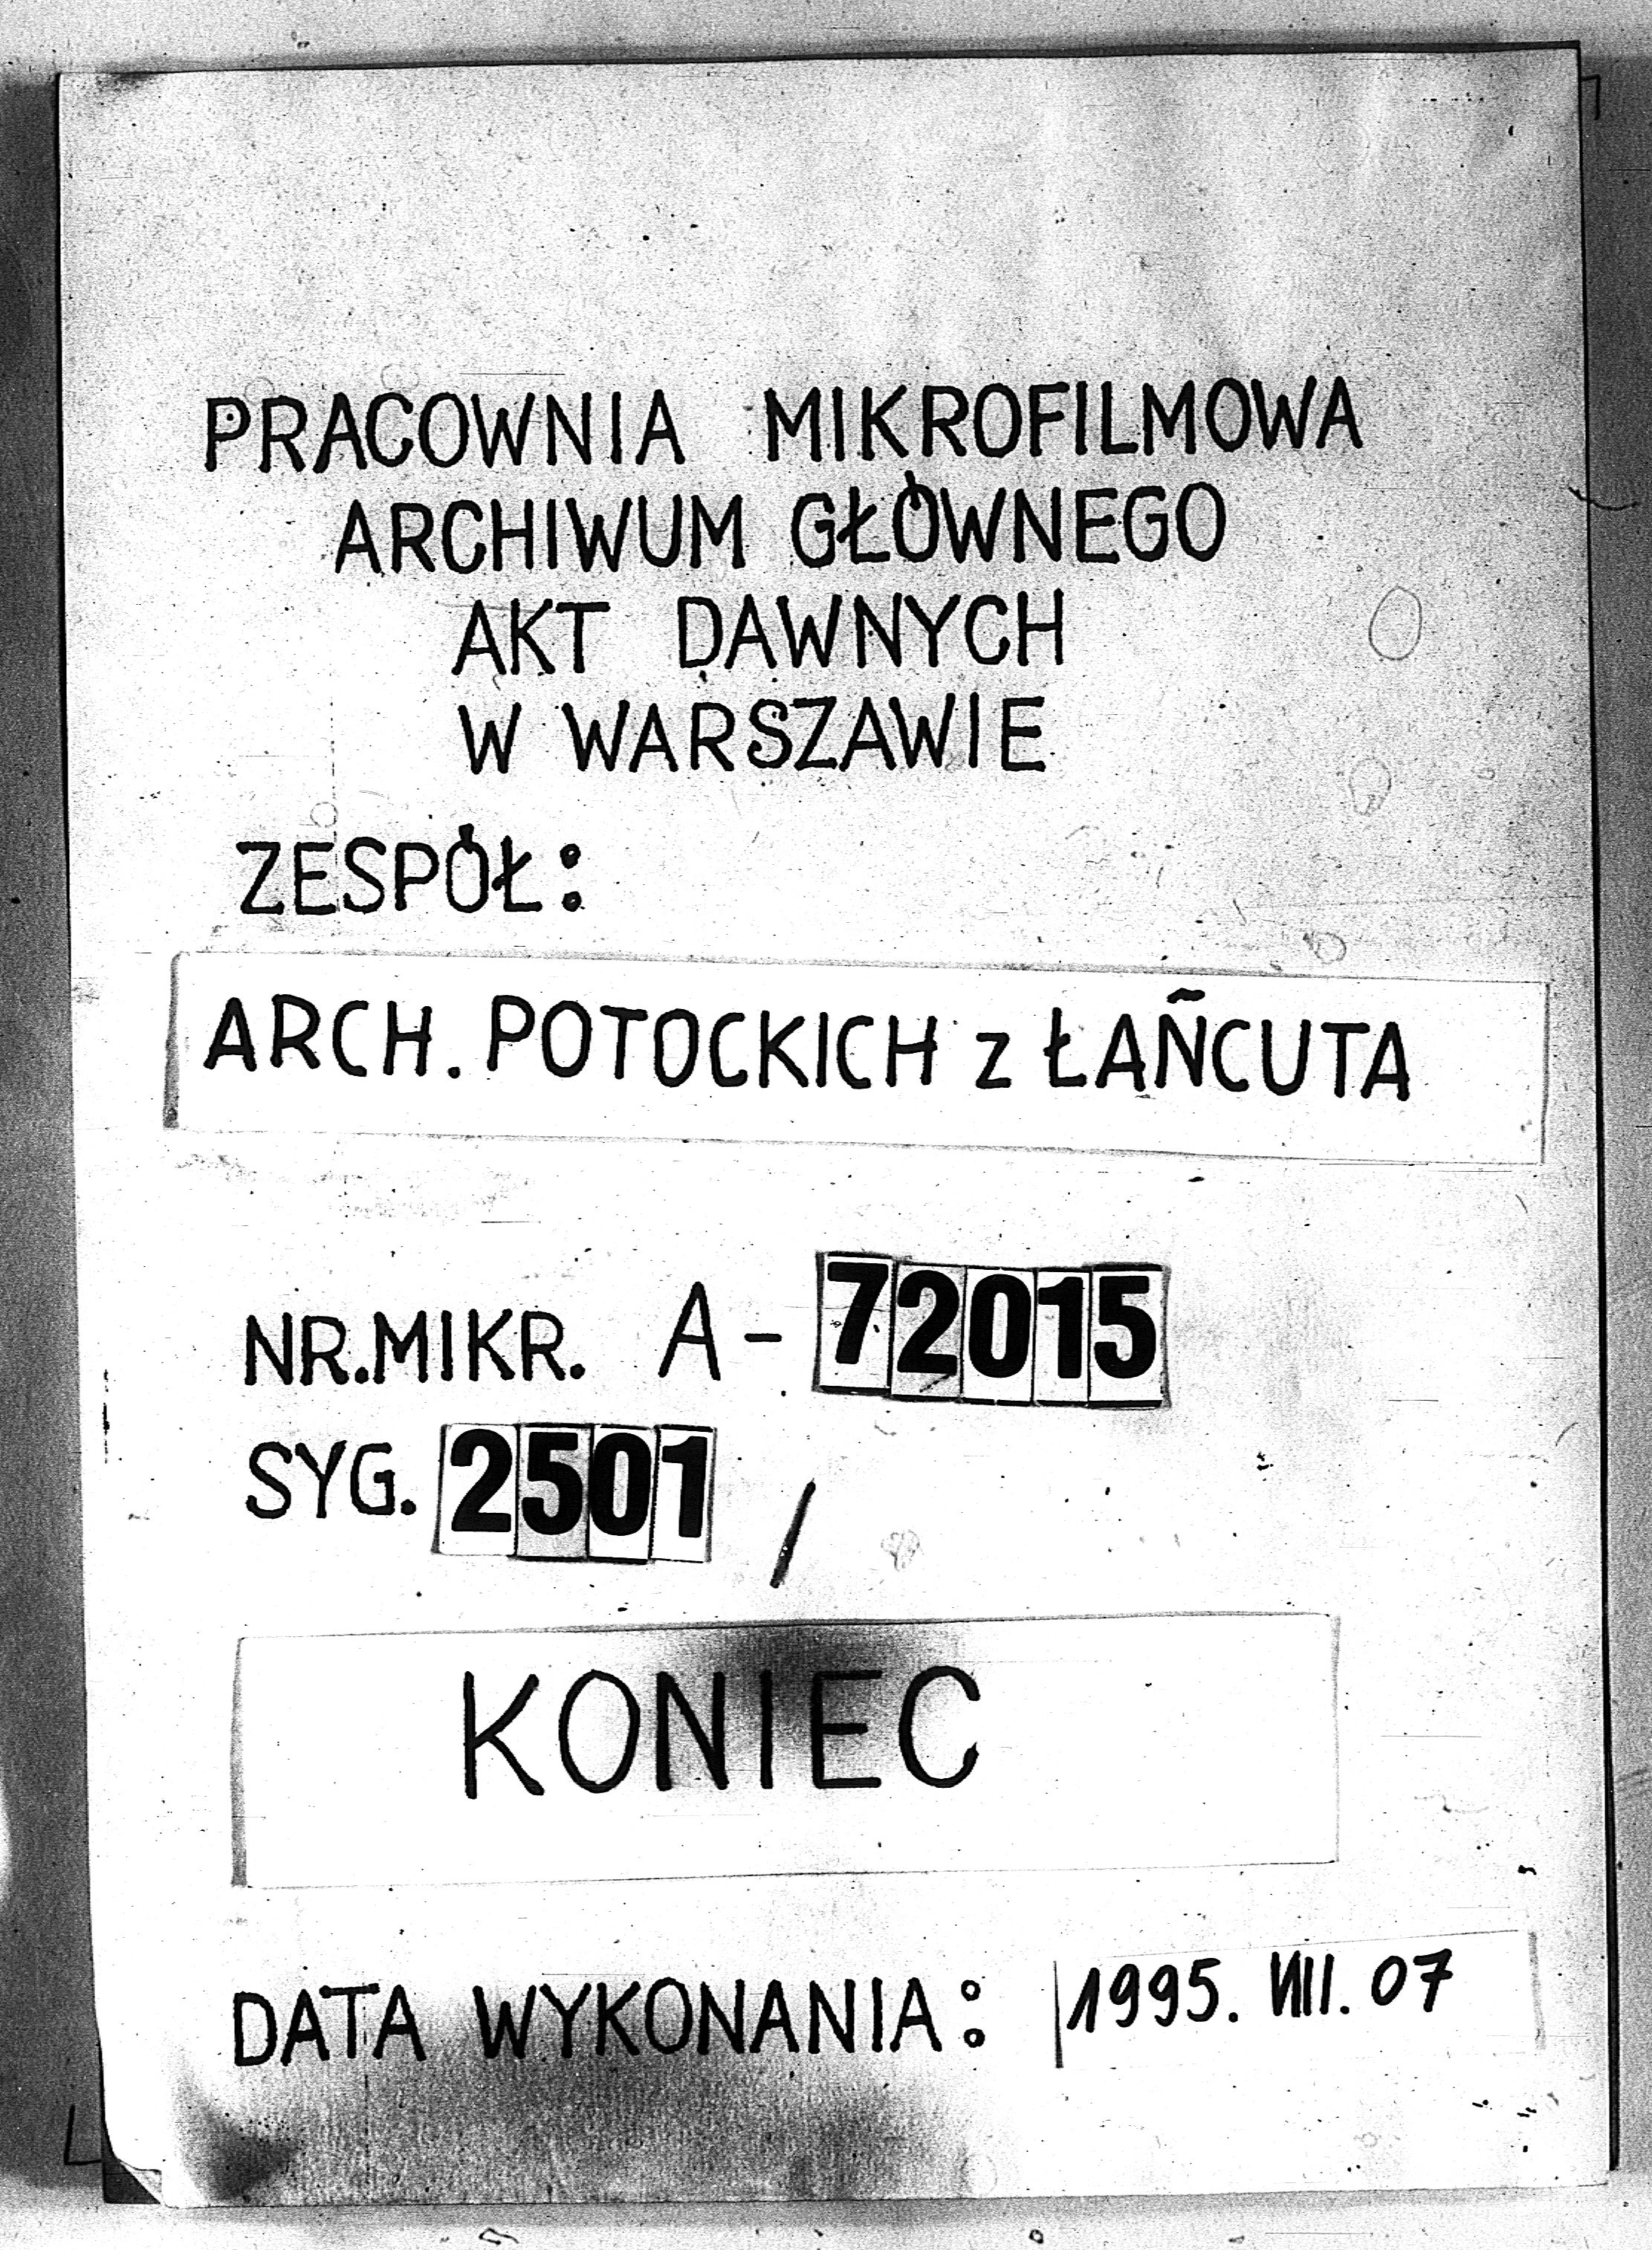 PRACOWNIA MIKROFILMOWA
ARCHIWUM GŁÓWNEGO
AKT DAWNYCH
W WARSZAWIE
ZESPÓŁ:
ARCH. POTOCKICH z ŁAÑCUTA
NR.MIKR. A-72015
SYG. 2501 /
KONIEC
DATA WYKONANIA: 1995. VIII. 07